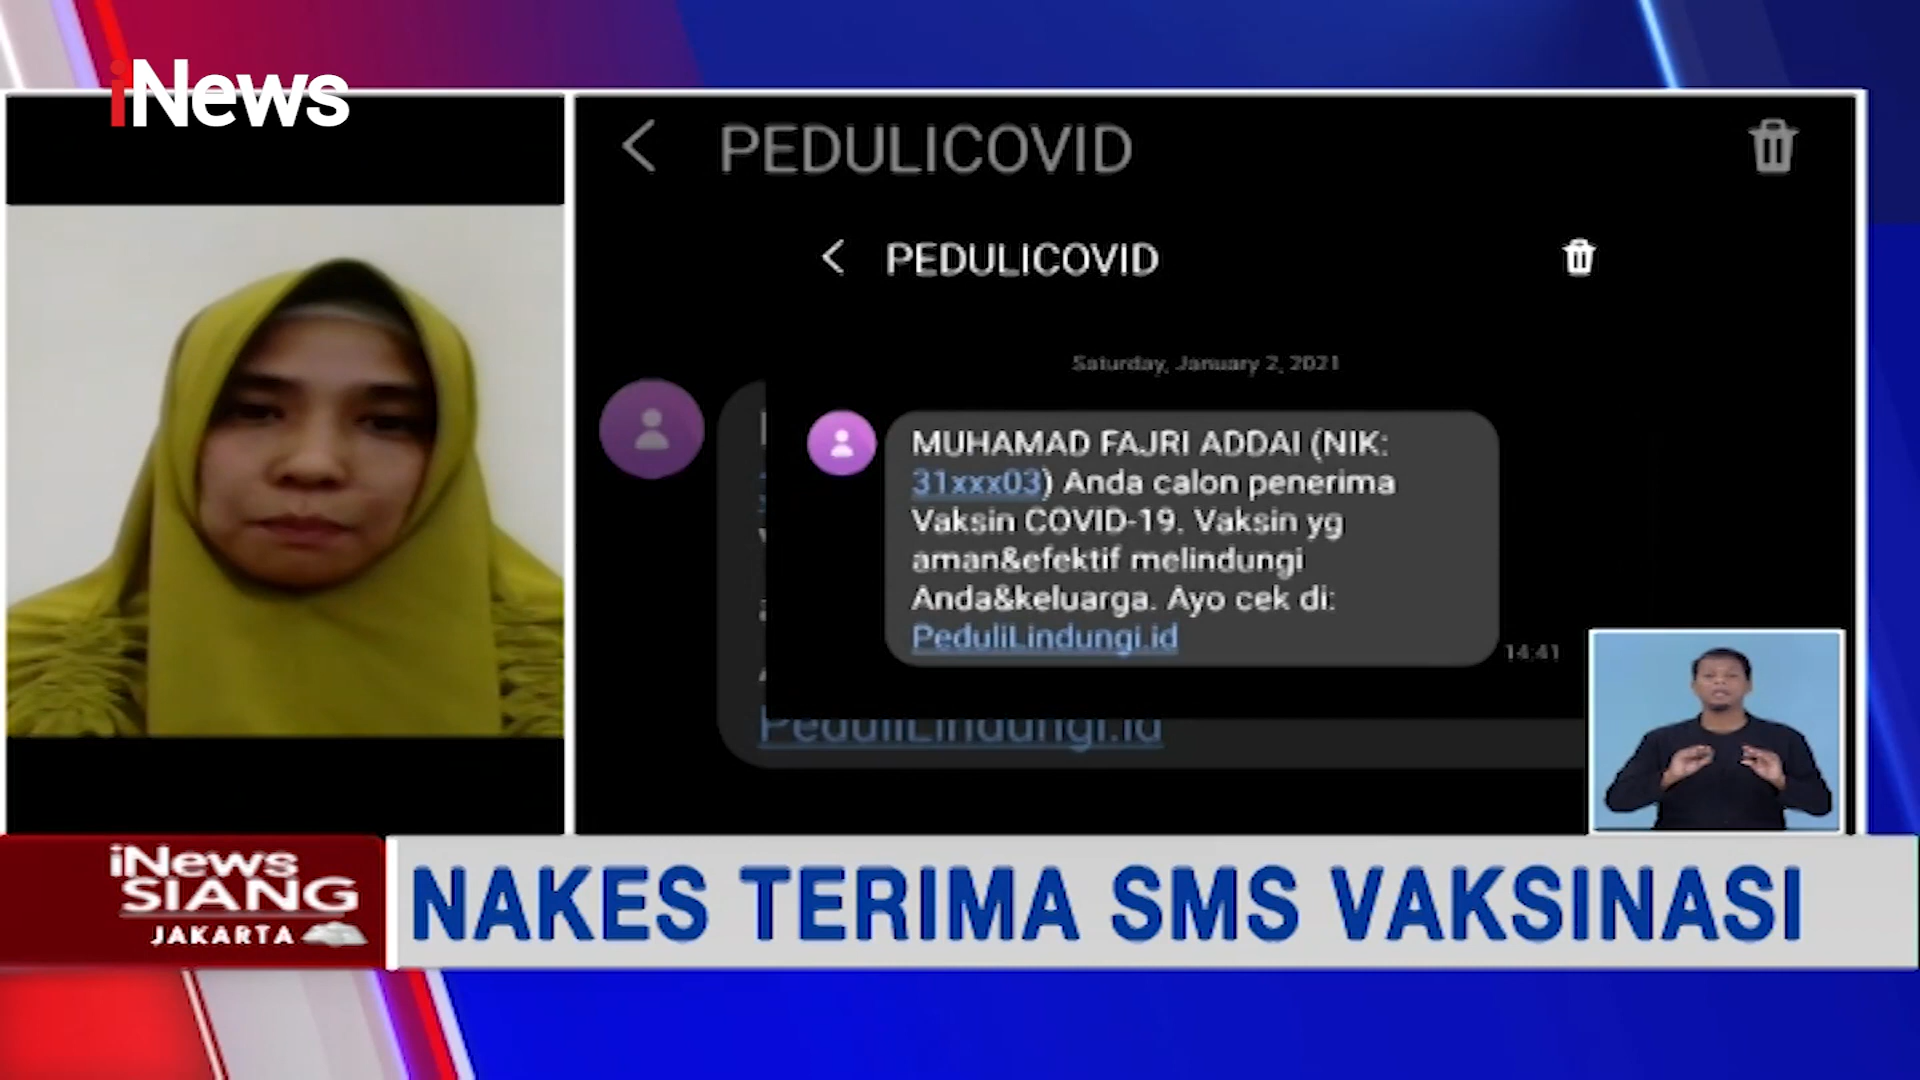 iNews
PEDULICOVID
PEDULICOVID
Saturday, January 2, 2021
MUHAMAD FAJRI ADDAI (NIK:
31xxx03) Anda calon penerima
Vaksin COVID-19. Vaksin yg
aman&efektif melindungi
Anda&keluarga. Ayo cek di:
PeduliLindungi.id
14:41
PeduliLindungi.id
iNews
SIANG
JAKARTA
NAKES TERIMA SMS VAKSINASI